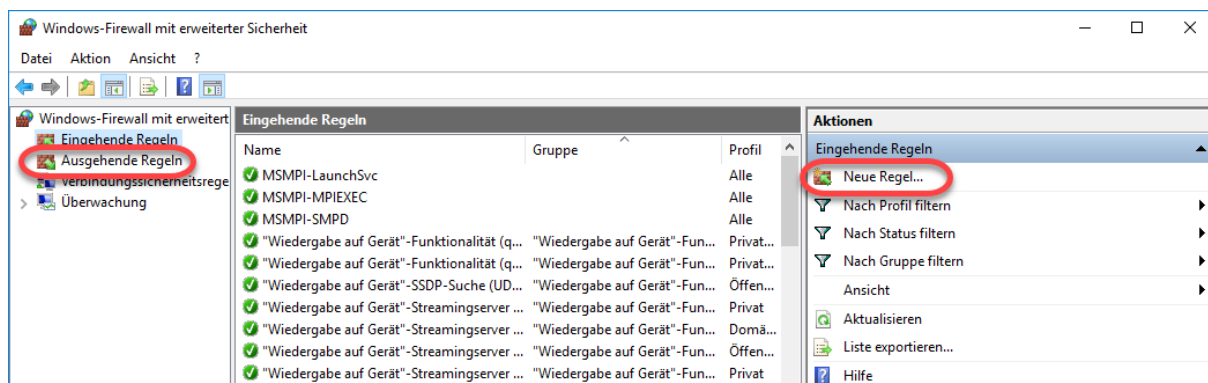 Windows-Firewall mit erweiterter Sicherheit
Datei Aktion Ansicht ?
Windows-Firewall mit erweitert
Eingehende Regeln
Ausgehende Regeln
Verbindungssicherheitsrege
Überwachung
Eingehende Regeln
Name Gruppe Profil
MSMPI-LaunchSvc Alle
MSMPI-MPIEXEC Alle
MSMPI-SMPD Alle
"Wiedergabe auf Gerät"-Funktionalität (q... "Wiedergabe auf Gerät"-Fun... Privat...
"Wiedergabe auf Gerät"-Funktionalität (q... "Wiedergabe auf Gerät"-Fun... Privat...
"Wiedergabe auf Gerät"-SSDP-Suche (UD... "Wiedergabe auf Gerät"-Fun... Öffen...
"Wiedergabe auf Gerät"-Streamingserver ... "Wiedergabe auf Gerät"-Fun... Privat
"Wiedergabe auf Gerät"-Streamingserver ... "Wiedergabe auf Gerät"-Fun... Domä...
"Wiedergabe auf Gerät"-Streamingserver ... "Wiedergabe auf Gerät"-Fun... Öffen...
"Wiedergabe auf Gerät"-Streamingserver ... "Wiedergabe auf Gerät"-Fun... Privat
Aktionen
Eingehende Regeln
Neue Regel...
Nach Profil filtern
Nach Status filtern
Nach Gruppe filtern
Ansicht
Aktualisieren
Liste exportieren...
Hilfe